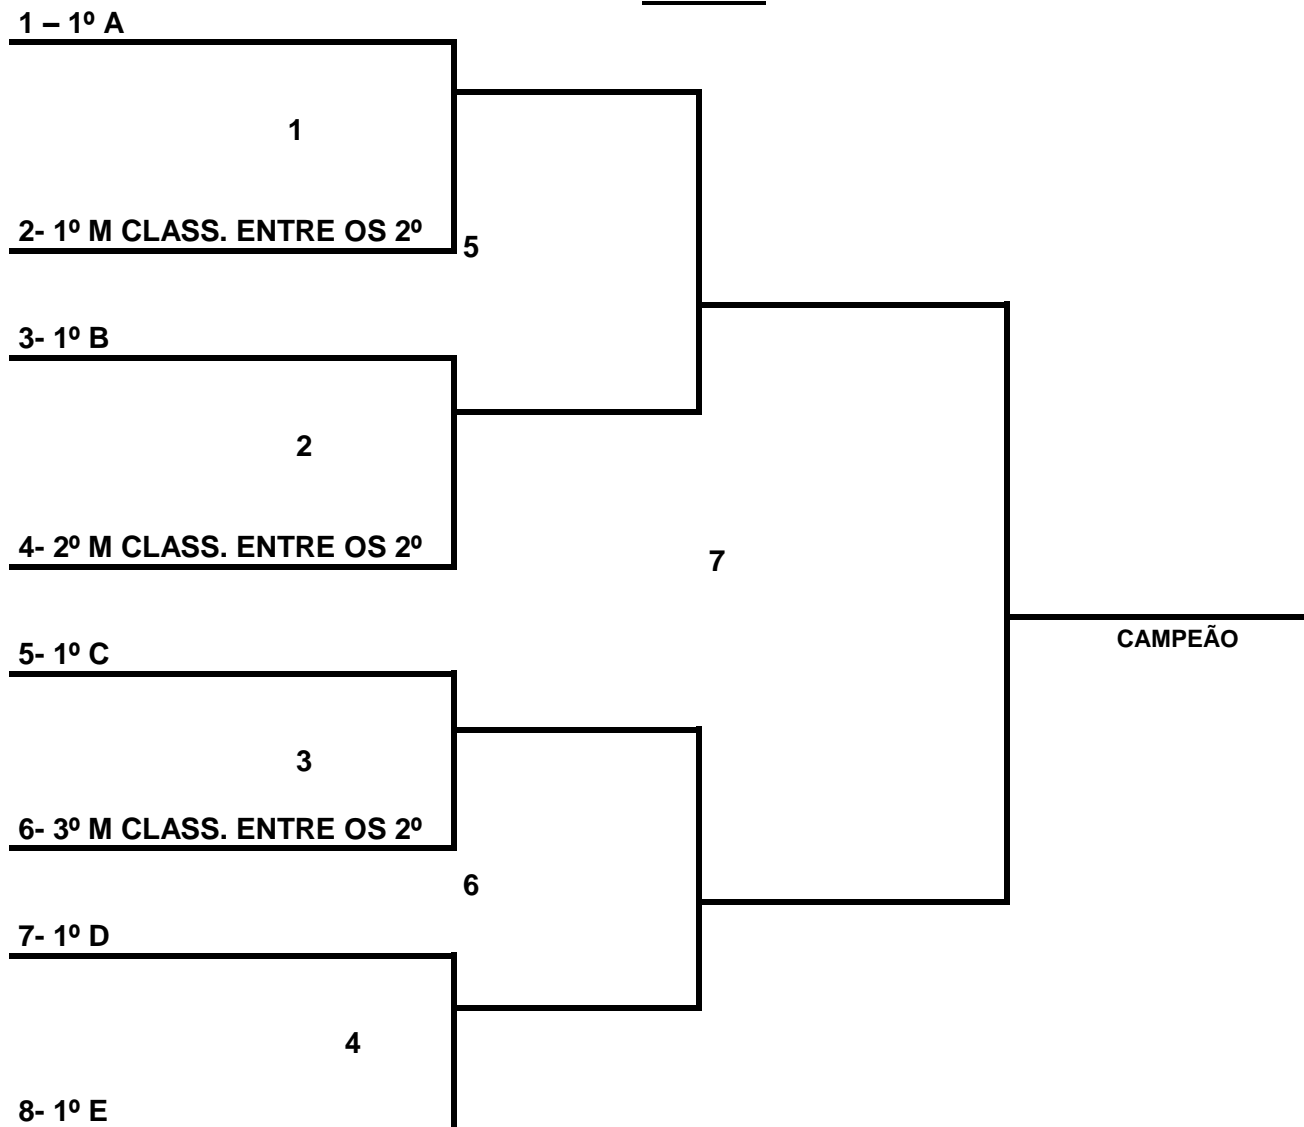 1 – 1º A
1
2- 1º M CLASS. ENTRE OS 2º
5
3- 1º B
2
4- 2º M CLASS. ENTRE OS 2º
7
CAMPEÃO
5- 1º C
3
6- 3º M CLASS. ENTRE OS 2º
6
7- 1º D
4
8- 1º E